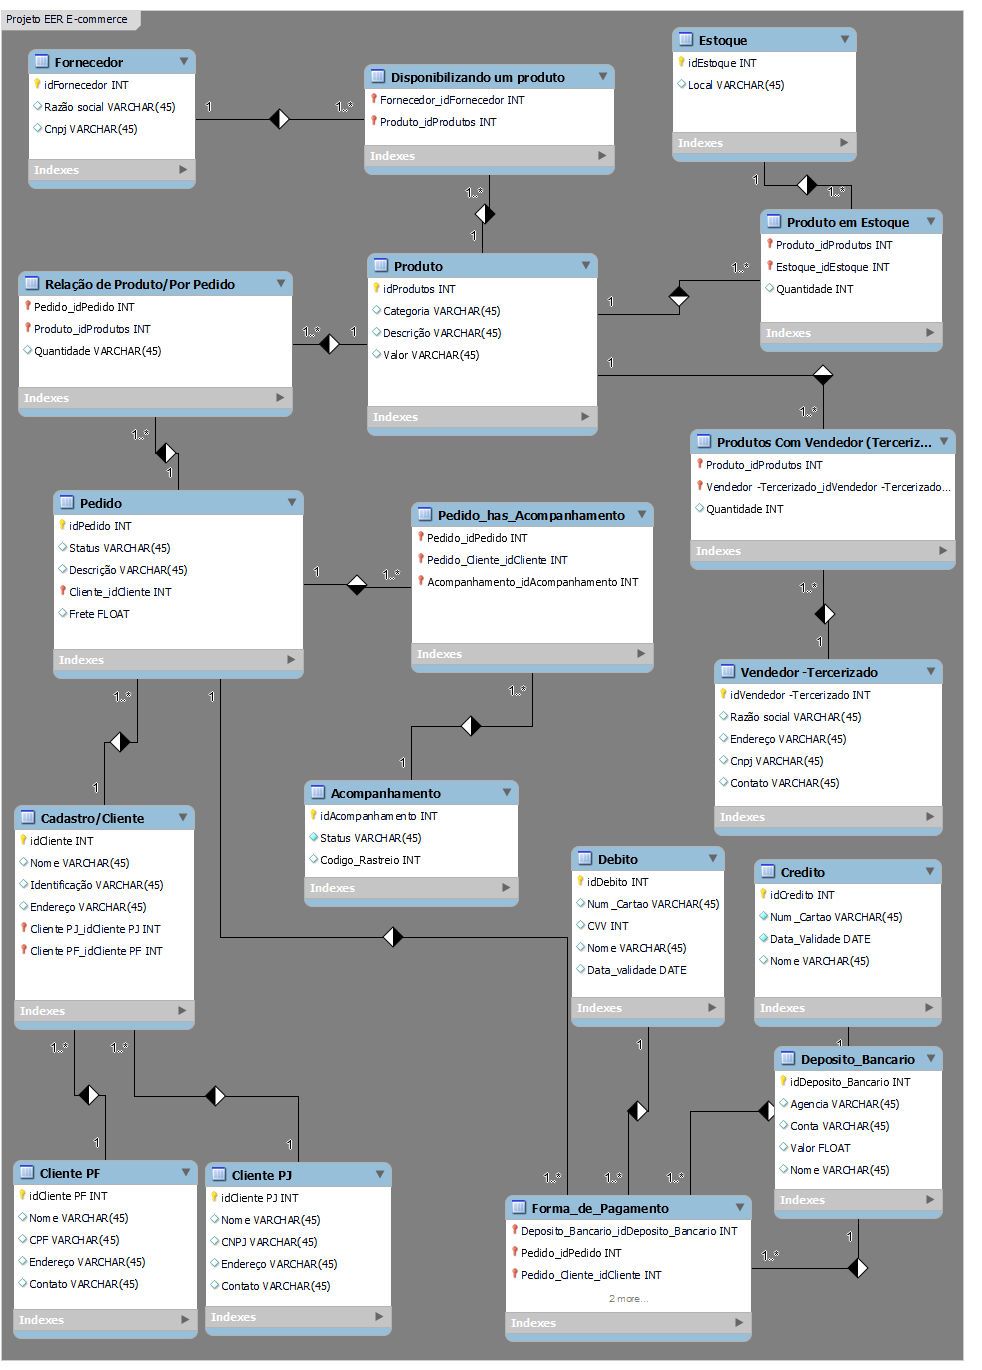 Projeto EER E-commerce
Fornecedor
idFornecedor INT
Razão social VARCHAR(45)
Cnpj VARCHAR(45)
Indexes
1
1..*
Disponibilizando um produto
Fornecedor_idFornecedor INT
Produto_idProdutos INT
Indexes
1..*
1
Estoque
idEstoque INT
Local VARCHAR(45)
Indexes
1
1..*
Produto em Estoque
Produto_idProdutos INT
Estoque_idEstoque INT
Quantidade INT
Indexes
1..*
1
Produto
idProdutos INT
Categoria VARCHAR(45)
Descrição VARCHAR(45)
Valor VARCHAR(45)
Indexes
1
1..*
Relação de Produto/Por Pedido
Pedido_idPedido INT
Produto_idProdutos INT
Quantidade VARCHAR(45)
Indexes
1..*
1
1..*
1
Produtos Com Vendedor (Terceriz...
Produto_idProdutos INT
Vendedor -Tercerizado_idVendedor -Tercerizado...
Quantidade INT
Indexes
1..*
1
Pedido
idPedido INT
Status VARCHAR(45)
Descrição VARCHAR(45)
Cliente_idCliente INT
Frete FLOAT
Indexes
1
1..*
1..*
1
1
Pedido_has_Acompanhamento
Pedido_idPedido INT
Pedido_Cliente_idCliente INT
Acompanhamento_idAcompanhamento INT
Indexes
1..*
1
Vendedor -Tercerizado
idVendedor -Tercerizado INT
Razão social VARCHAR(45)
Endereço VARCHAR(45)
Cnpj VARCHAR(45)
Contato VARCHAR(45)
Indexes
Acompanhamento
idAcompanhamento INT
Status VARCHAR(45)
Codigo_Rastreio INT
Indexes
Cadastro/Cliente
idCliente INT
Nome VARCHAR(45)
Identificação VARCHAR(45)
Endereço VARCHAR(45)
Cliente PJ_idCliente PJ INT
Cliente PF_idCliente PF INT
Indexes
1..*
1..*
1
1
Debito
idDebito INT
Num_Cartao VARCHAR(45)
CVV INT
Nome VARCHAR(45)
Data_validade DATE
Indexes
1
Credito
idCredito INT
Num_Cartao VARCHAR(45)
Data_Validade DATE
Nome VARCHAR(45)
Indexes
1
Deposito_Bancario
idDeposito_Bancario INT
Agencia VARCHAR(45)
Conta VARCHAR(45)
Valor FLOAT
Nome VARCHAR(45)
Indexes
1
1..*
Cliente PF
idCliente PF INT
Nome VARCHAR(45)
CPF VARCHAR(45)
Endereço VARCHAR(45)
Contato VARCHAR(45)
Indexes
Cliente PJ
idCliente PJ INT
Nome VARCHAR(45)
CNPJ VARCHAR(45)
Endereço VARCHAR(45)
Contato VARCHAR(45)
Indexes
1..*
1..*
1..*
Forma_de_Pagamento
Deposito_Bancario_idDeposito_Bancario INT
Pedido_idPedido INT
Pedido_Cliente_idCliente INT
2 more...
Indexes